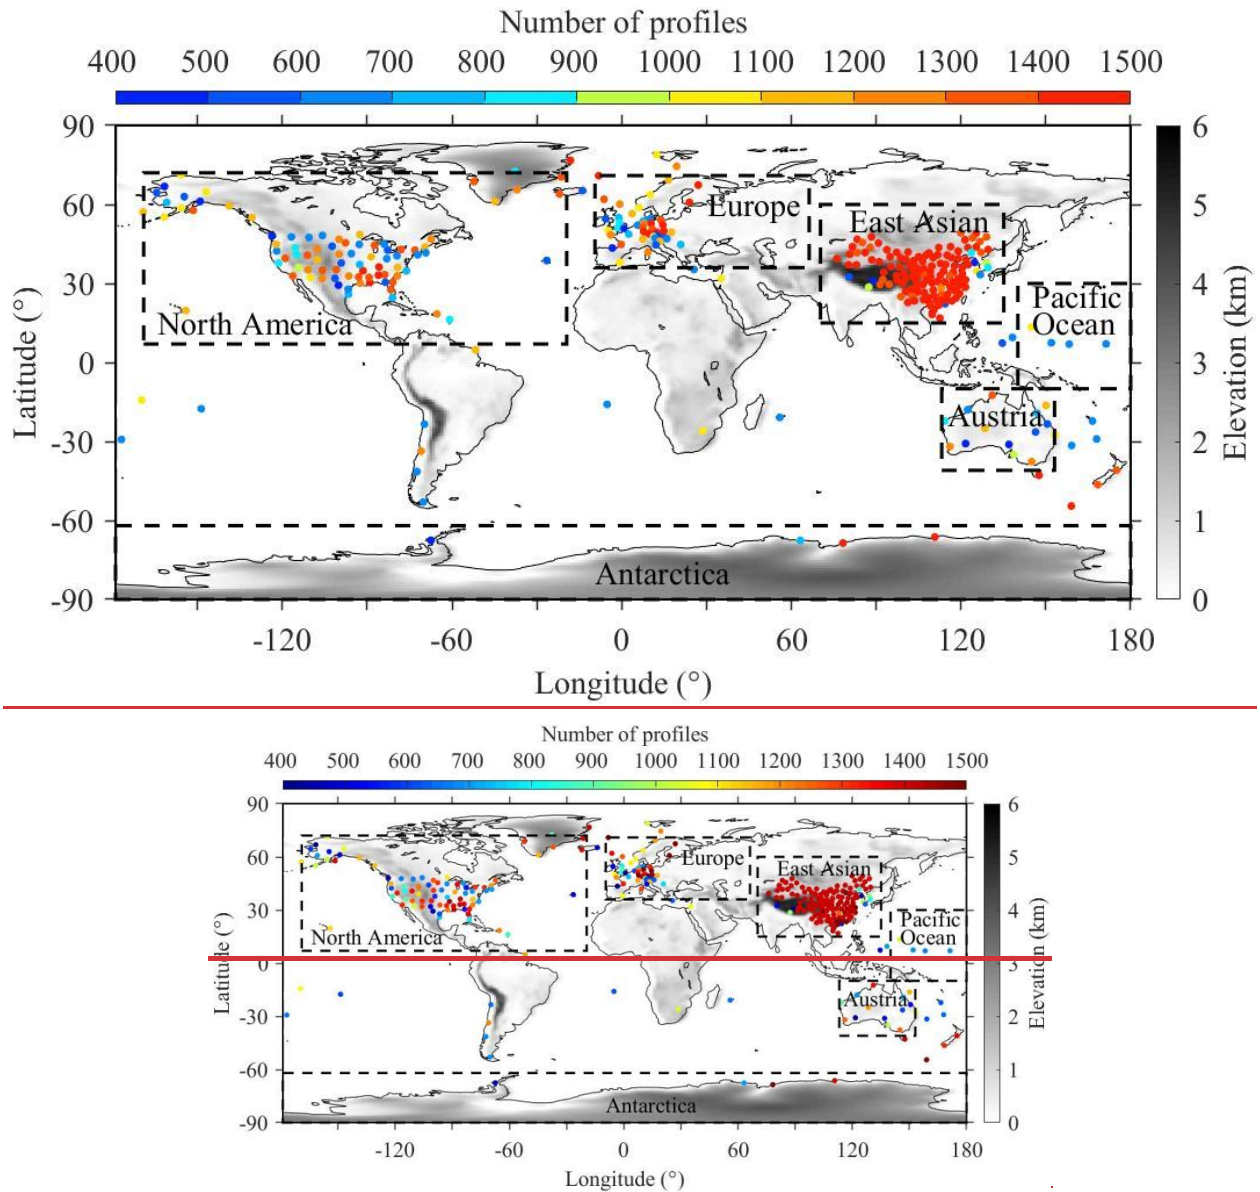 Number of profiles
400 500 600 700 800 900 1000 1100 1200 1300 1400 1500
90
60
30
0
-30
-60
-90
Latitude (°)
North America
Europe
East Asian
Pacific
Ocean
Austria
Antarctica
6
5
4
3
2
1
0
Elevation (km)
-120 -60 0 60 120 180
Longitude (°)
Number of profiles
400 500 600 700 800 900 1000 1100 1200 1300 1400 1500
90
60
30
0
-30
-60
-90
Latitude (°)
North America
Europe
East Asian
Pacific
Ocean
Austria
Antarctica
6
5
4
3
2
1
0
Elevation (km)
-120 -60 0 60 120 180
Longitude (°)